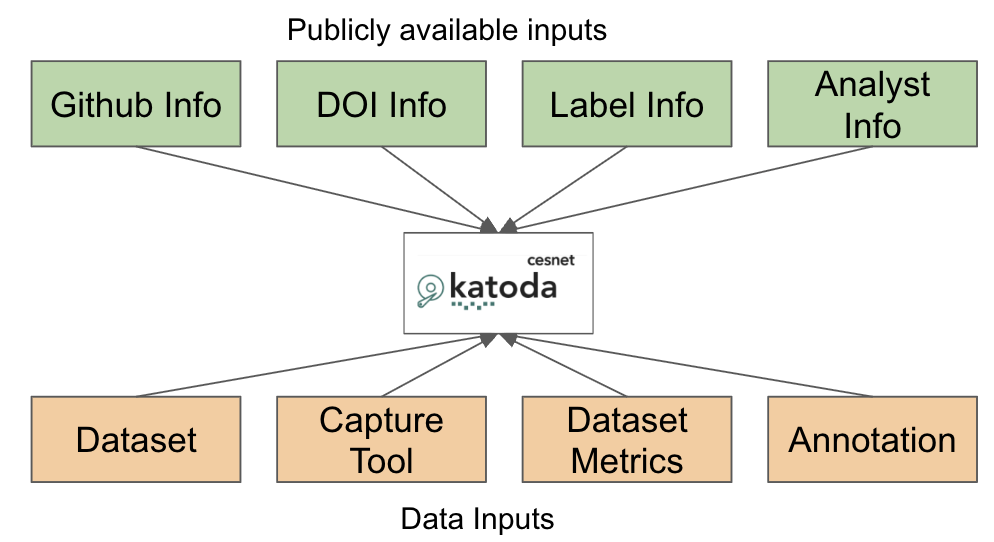 Publicly available inputs
Github Info
DOI Info
Label Info
Analyst
Info
cesnet
katoda
Dataset
Capture
Tool
Dataset
Metrics
Annotation
Data Inputs